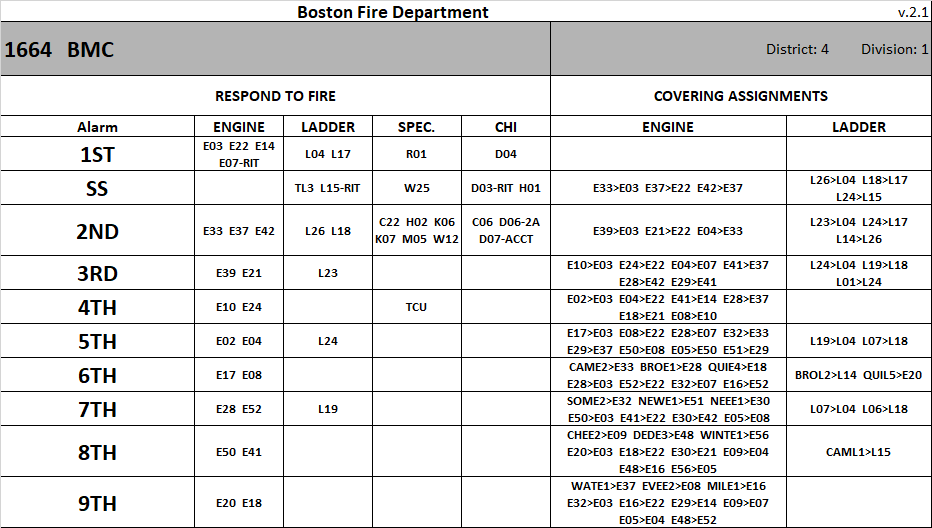 Boston Fire Department v.2.1
1664 BMC District: 4 Division: 1
RESPOND TO FIRE COVERING ASSIGNMENTS
Alarm ENGINE LADDER SPEC. CHI ENGINE LADDER
1ST E03 E22 E14 L04 L17 R01 D04
E07-RIT
SS TL3 L15-RIT W25 D03-RIT H01 E33>E03 E37>E22 E42>E37 L26>L04 L18>L17
L24>L15
2ND E33 E37 E42 L26 L18 C22 H02 K06 C06 D06-2A E39>E03 E21>E22 E04>E33 L23>L04 L24>L17
K07 M05 W12 D07-ACCT L14>L26
3RD E39 E21 L23 E10>E03 E24>E22 E04>E07 E41>E37 L24>L04 L19>L18
E28>E42 E29>E41 L01>L24
4TH E10 E24 TCU E02>E03 E04>E22 E41>E14 E28>E37
E18>E21 E08>E10
5TH E02 E04 L24 E17>E03 E08>E22 E28>E07 E32>E33 L19>L04 L07>L18
E29>E37 E50>E08 E05>E50 E51>E29
6TH E17 E08 CAME2>E33 BROE1>E28 QUIE4>E18 BROL2>L14 QUIL5>E20
E28>E03 E52>E22 E32>E07 E16>E52
7TH E28 E52 L19 SOME2>E32 NEWE1>E51 NEEE1>E30 L07>L04 L06>L18
E50>E03 E41>E22 E30>E42 E05>E08
8TH E50 E41 CHEE2>E09 DEDE3>E48 WINTE1>E56 CAML1>L15
E20>E03 E18>E22 E30>E21 E09>E04
E48>E16 E56>E05
9TH E20 E18 WATE1>E37 EVEE2>E08 MILE1>E16
E32>E03 E16>E22 E29>E14 E09>E07
E05>E04 E48>E52